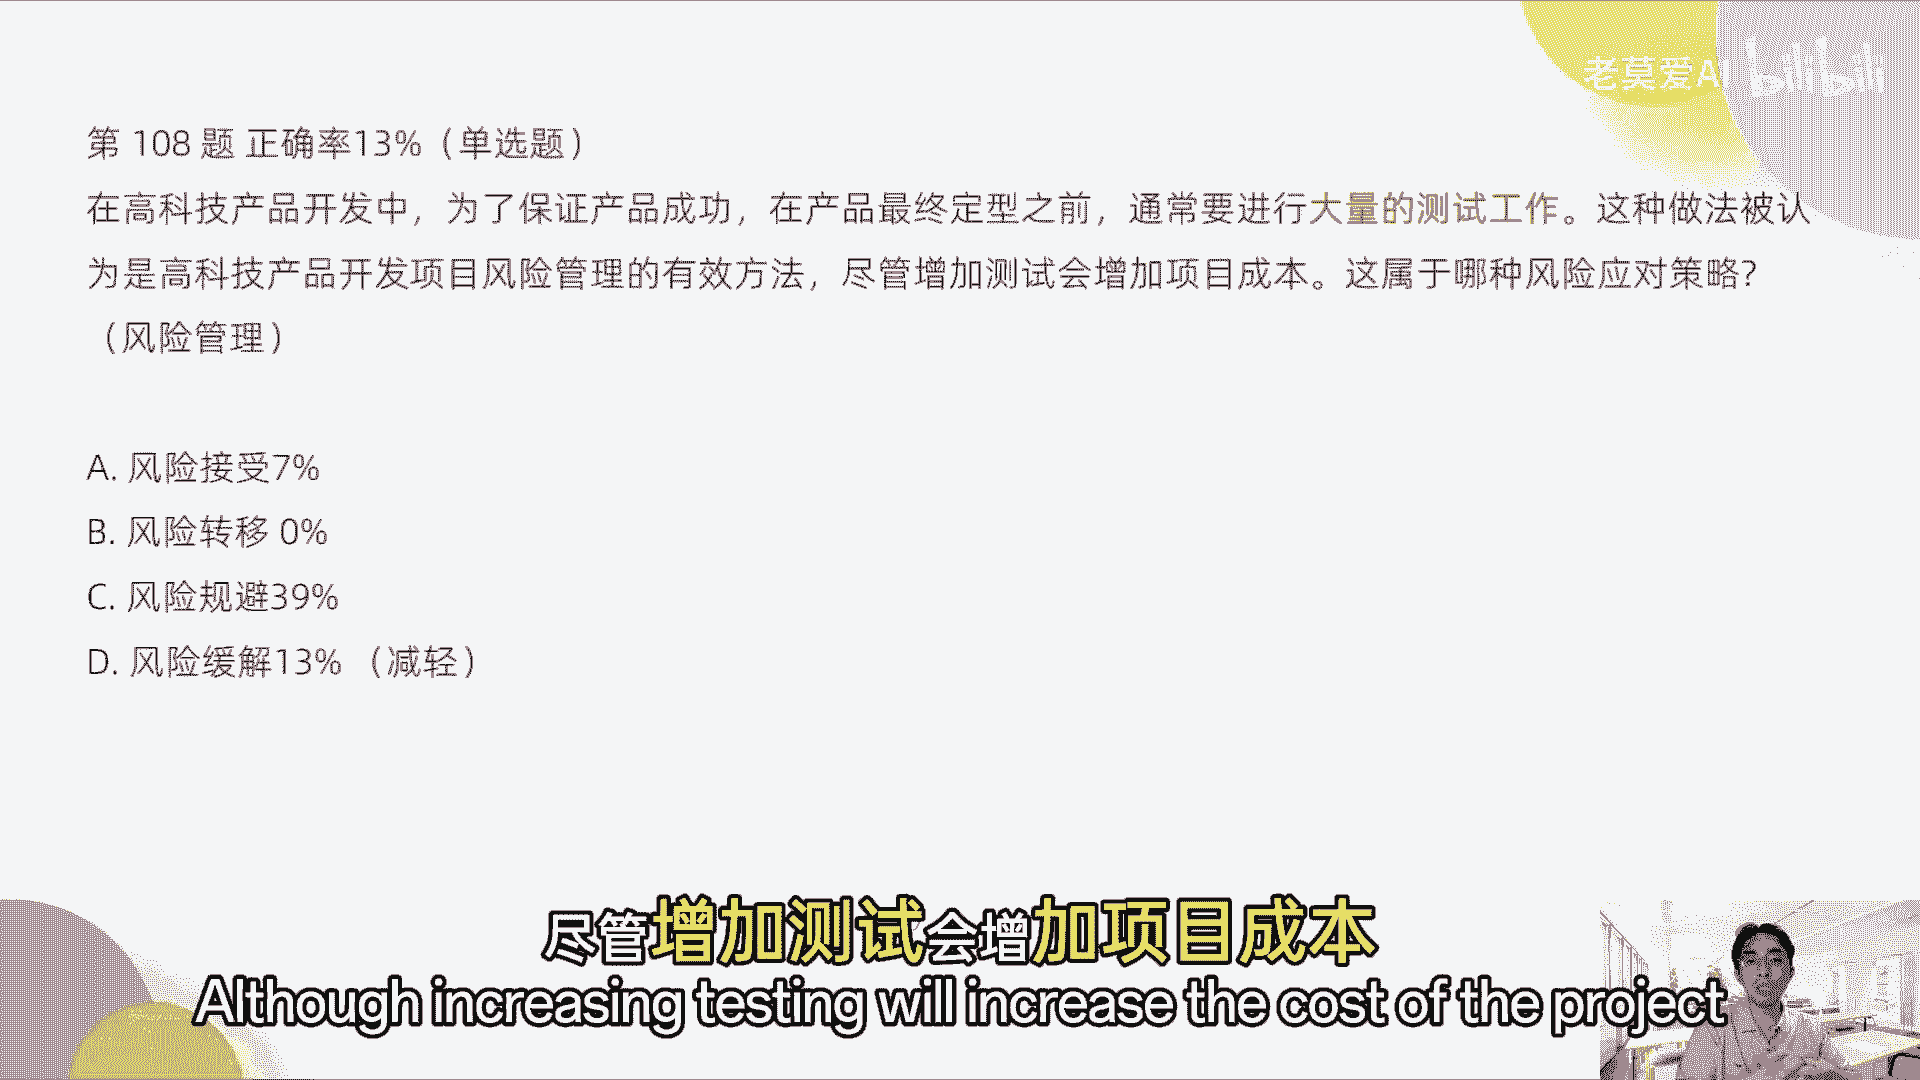 老莫爱AI bilibili
第 108 题 正确率13%（单选题）
在高科技产品开发中，为了保证产品成功，在产品最终定型之前，通常要进行大量的测试工作。这种做法被认
为是高科技产品开发项目风险管理的有效方法，尽管增加测试会增加项目成本。这属于哪种风险应对策略？
（风险管理）
A. 风险接受7%
B. 风险转移 0%
C. 风险规避39%
D. 风险缓解13% （减轻）
尽管增加测试会增加项目成本
Although increasing testing will increase the cost of the project